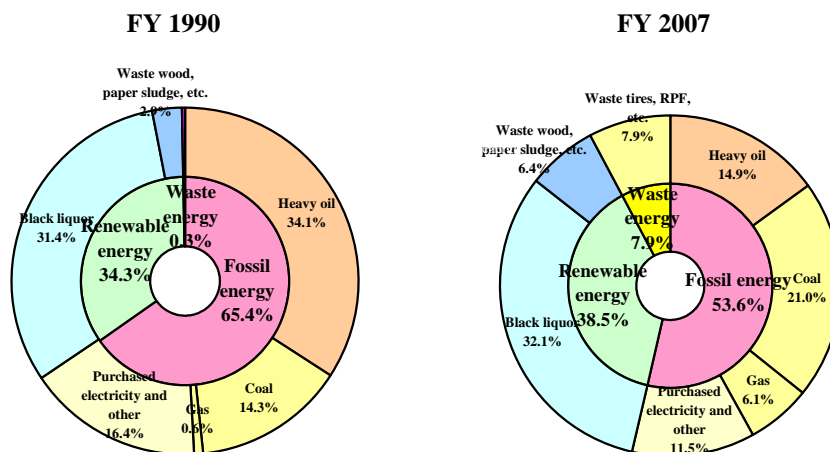 FY 1990
FY 2007
Waste wood,
paper sludge, etc.
2.9%
Heavy oil
34.1%
Black liquor
31.4%
Waste
energy
0.3%
Renewable
energy
34.3%
Fossil
energy
65.4%
Purchased
electricity and
other
16.4%
Gas
0.6%
Coal
14.3%
Waste tires, RPF,
etc.
7.9%
Waste wood,
paper sludge, etc.
6.4%
Heavy oil
14.9%
Waste
energy
7.9%
Renewable
energy
38.5%
Fossil energy
53.6%
Coal
21.0%
Black liquor
32.1%
Gas
6.1%
Purchased
electricity and
other
11.5%